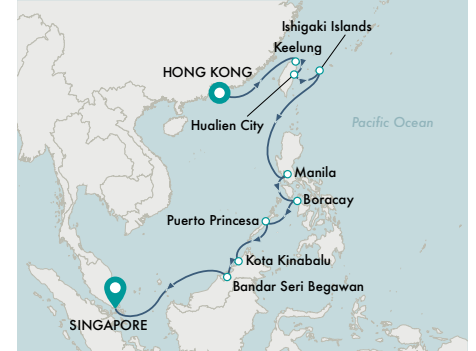 Ishigaki Islands
Keelung
HONG KONG
Hualien City
Pacific Ocean
Manila
Boracay
Puerto Princesa
Kota Kinabalu
Bandar Seri Begawan
SINGAPORE